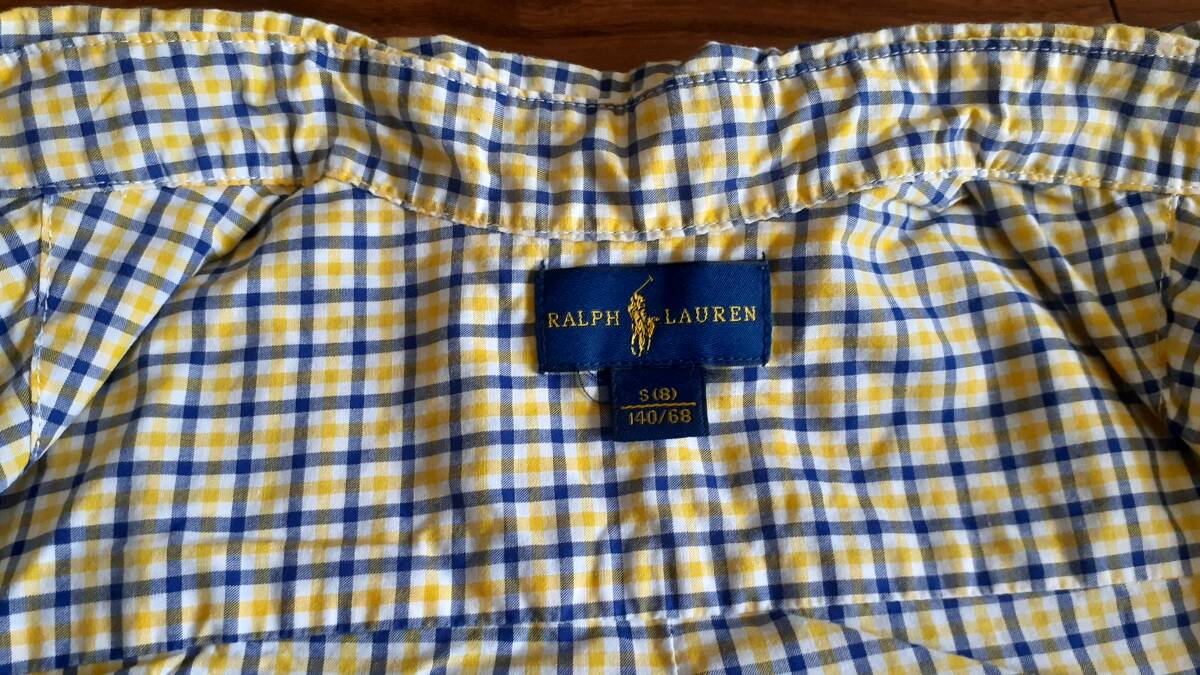 RALPH LAUREN
S(8)
140/68